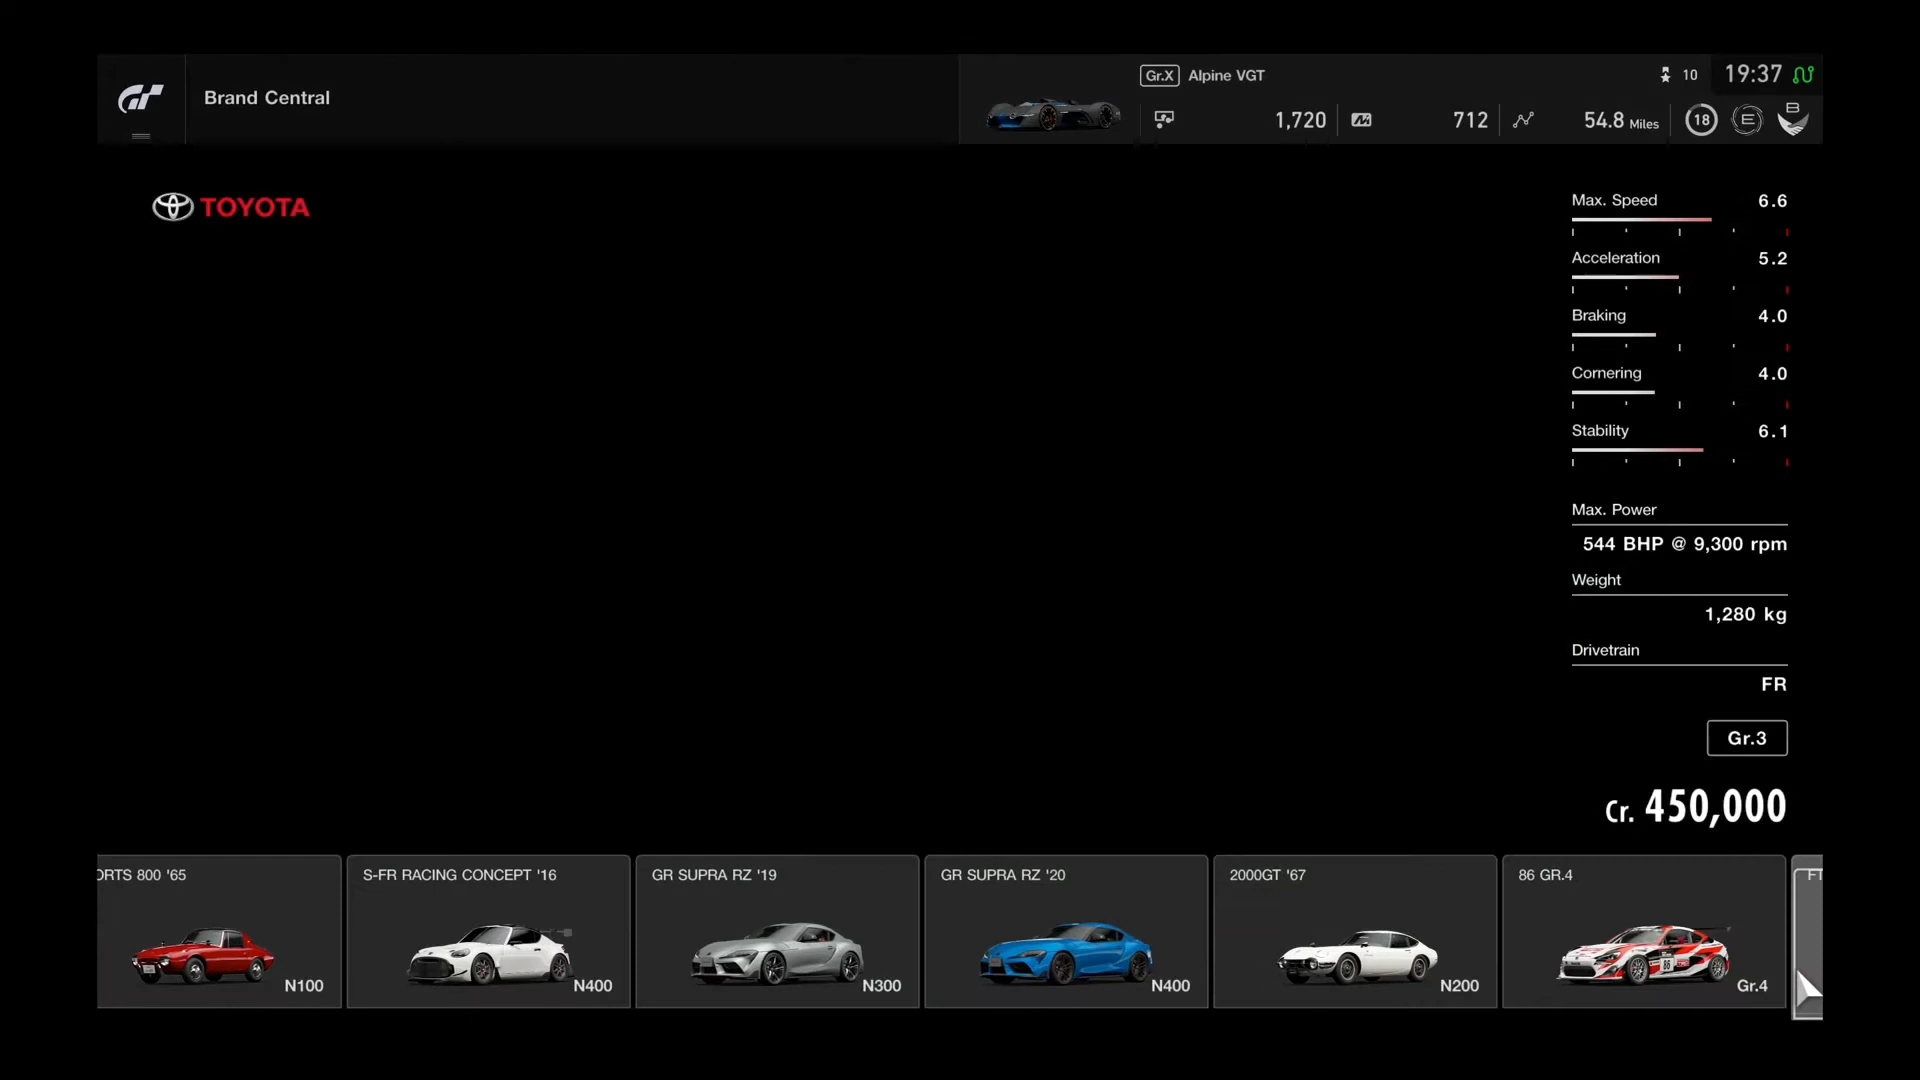 Brand Central
Gr.X Alpine VGT
10
19:37
1,720
712
54.8 Miles
18
E
B
TOYOTA
Max. Speed 6.6
Acceleration 5.2
Braking 4.0
Cornering 4.0
Stability 6.1
Max. Power
544 BHP @ 9,300 rpm
Weight
1,280 kg
Drivetrain
FR
Gr.3
Cr. 450,000
ORTS 800 '65
N100
S-FR RACING CONCEPT '16
N400
GR SUPRA RZ '19
N300
GR SUPRA RZ '20
N400
2000GT '67
N200
86 GR.4
Gr.4
FT